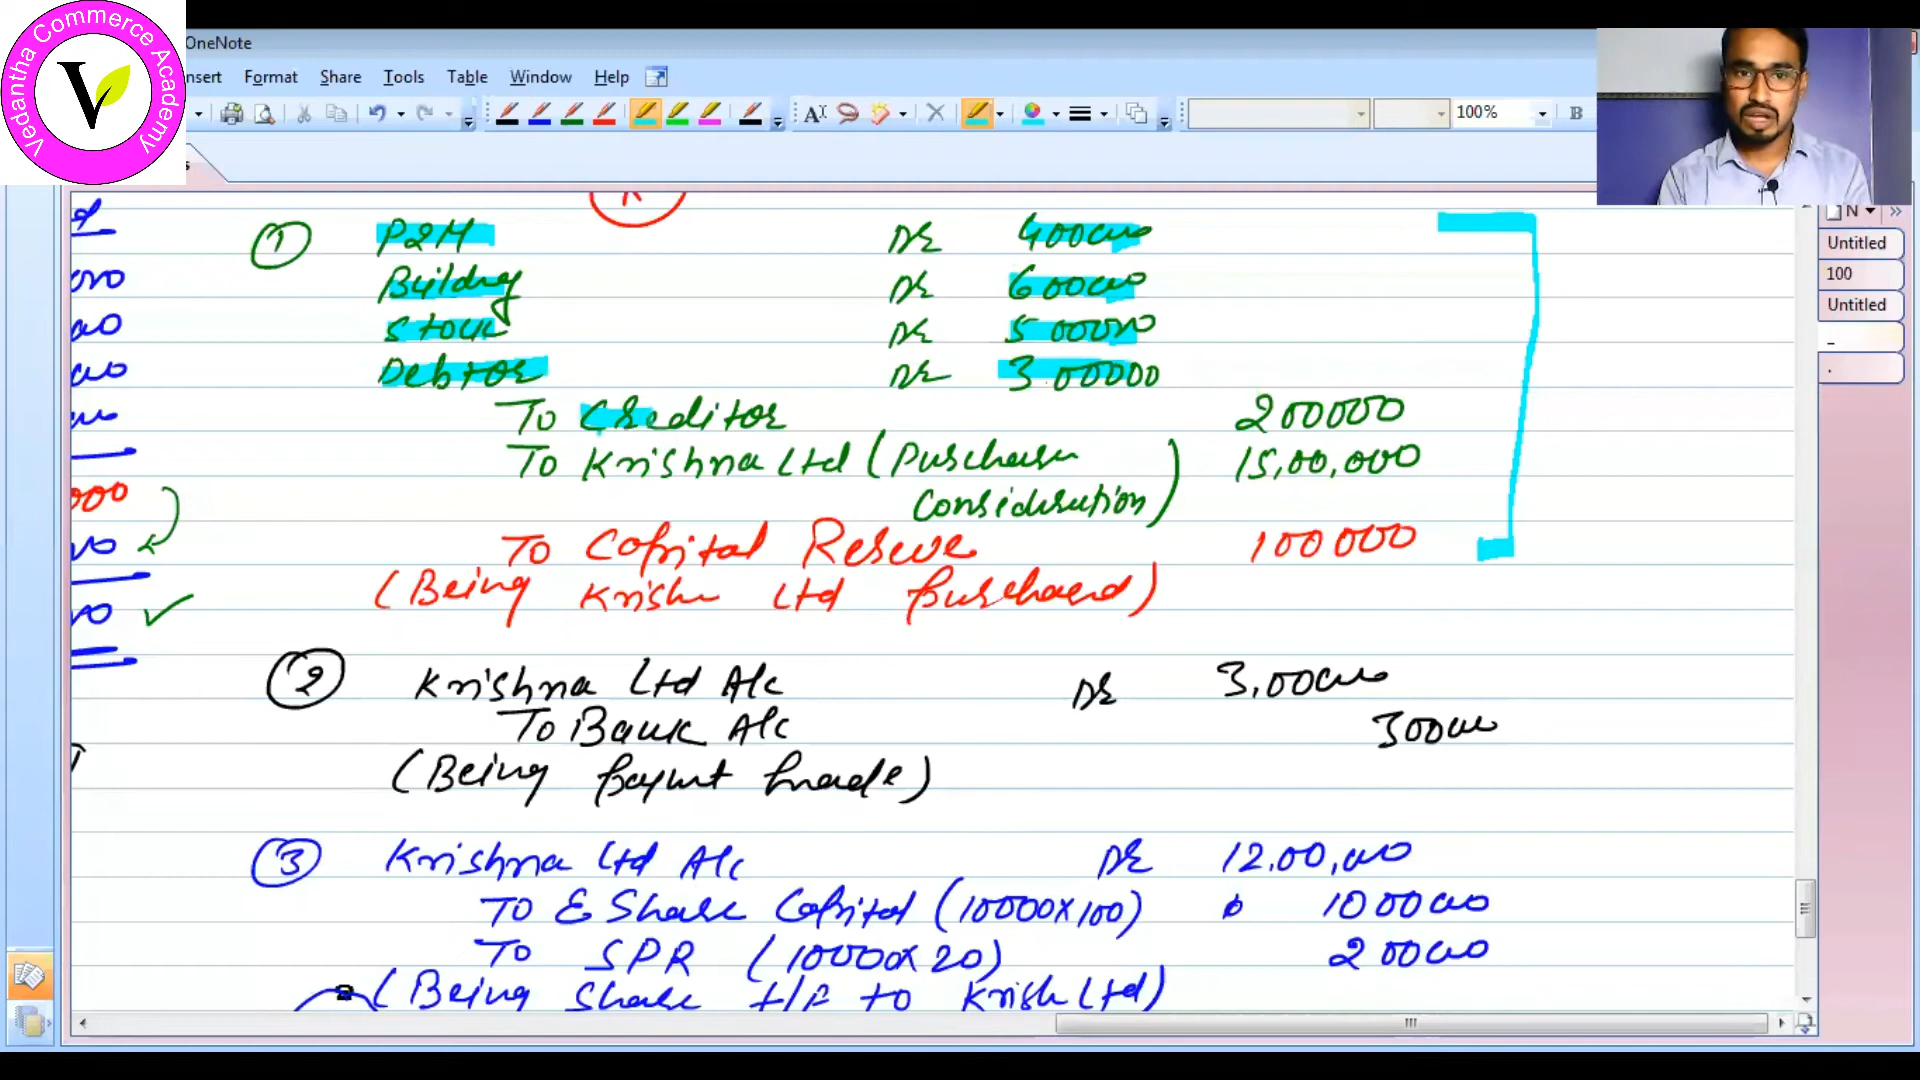 Vedantha Commerce Academy
V
OneNote
nsert Format Share Tools Table Window Help
100% B
N
Untitled
100
Untitled
① P&M Dr 400000
Building Dr 600000
Stock Dr 500000
Debtor Dr 300000
To Creditor 200000
To Krishna Ltd (Purchase 15,00,000
Consideration)
To Capital Reserve 100000
(Being Krishn Ltd purchased)
② Krishna Ltd A/c Dr 3,00000
To Bank A/c 300000
(Being paymt made)
③ Krishna Ltd A/c Dr 12,00,000
To E Share Capital (10000x100) 1000000
To SPR (10000x20) 200000
(Being Share t/f to Krish Ltd)